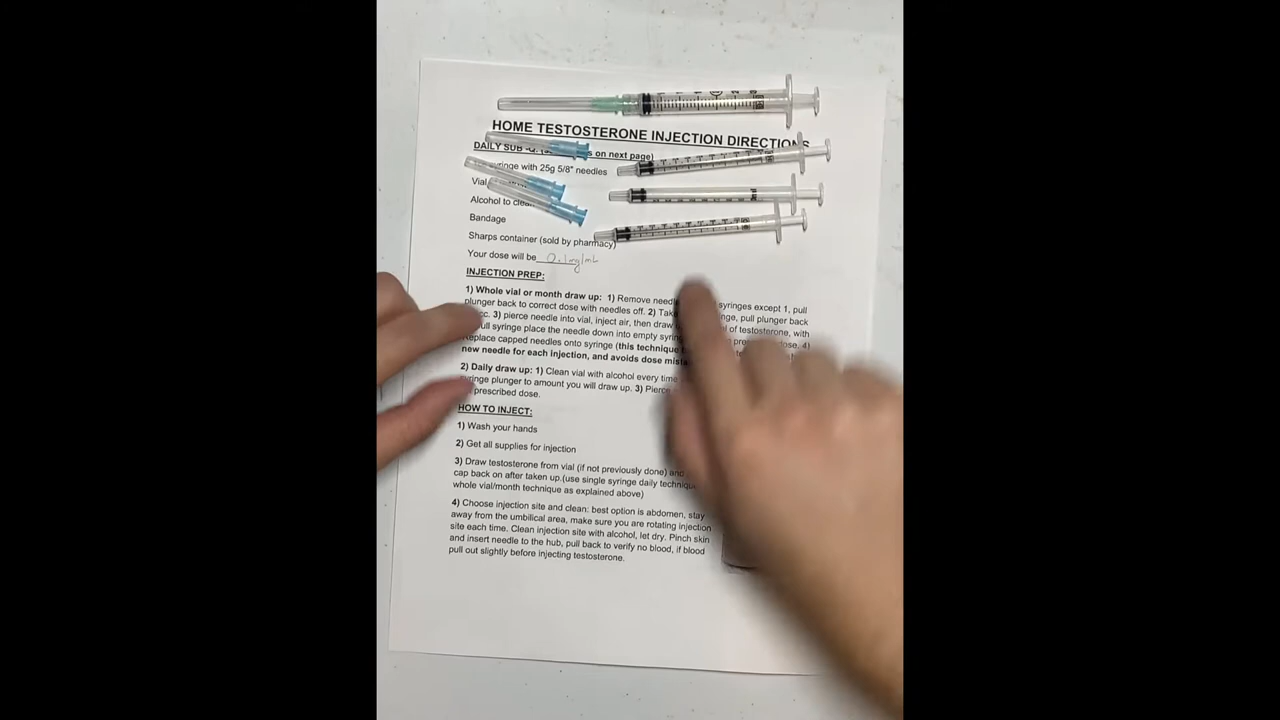 HOME TESTOSTERONE INJECTION DIRECTIONS
DAILY SUB on next page)
syringe with 25g 5/8" needles
Vial
Alcohol to clean
Bandage
Sharps container (sold by pharmacy)
Your dose will be 0.1mg/mL
INJECTION PREP:
1) Whole vial or month draw up: 1) Remove syringes except 1, pull
plunger back to correct dose with needles off. 2) pull plunger back
cc. 3) pierce needle into vial, inject air, then draw of testosterone, with
syringe place the needle down into empty dose. 4)
Replace capped needles onto syringe (this technique
new needle for each injection, and avoids dose
2) Daily draw up: 1) Clean vial with alcohol every time
syringe plunger to amount you will draw up. 3) Pierce
prescribed dose.
HOW TO INJECT:
1) Wash your hands
2) Get all supplies for injection
3) Draw testosterone from vial (if not previously done) and
cap back on after taken up.(use single syringe daily technique
whole vial/month technique as explained above)
4) Choose injection site and clean: best option is abdomen, stay
away from the umbilical area, make sure you are rotating injection
site each time. Clean injection site with alcohol, let dry. Pinch skin
and insert needle to the hub, pull back to verify no blood, if blood
pull out slightly before injecting testosterone.